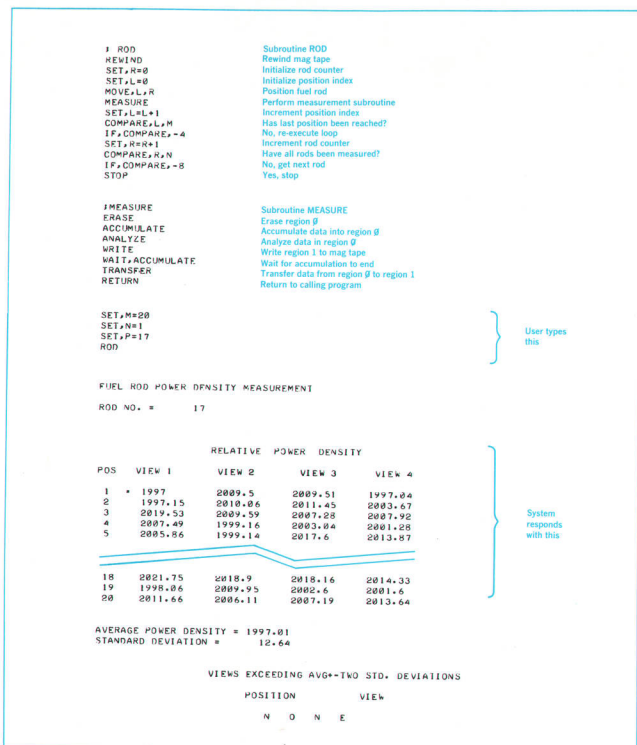 ; ROD Subroutine ROD
REWIND Rewind mag tape
SET,R=0 Initialize rod counter
SET,L=0 Initialize position index
MOVE,L,R Position fuel rod
MEASURE Perform measurement subroutine
SET,L=L+1 Increment position index
COMPARE,L,M Has last position been reached?
IF,COMPARE,-4 No, re-execute loop
SET,R=R+1 Increment rod counter
COMPARE,R,N Have all rods been measured?
IF,COMPARE,-8 No, get next rod
STOP Yes, stop
;MEASURE Subroutine MEASURE
ERASE Erase region Ø
ACCUMULATE Accumulate data into region Ø
ANALYZE Analyze data in region Ø
WRITE Write region 1 to mag tape
WAIT,ACCUMULATE Wait for accumulation to end
TRANSFER Transfer data from region Ø to region 1
RETURN Return to calling program
SET,M=20
SET,N=1
SET,P=17
ROD
User types
this
FUEL ROD POWER DENSITY MEASUREMENT
ROD NO. = 17
RELATIVE POWER DENSITY
POS VIEW 1 VIEW 2 VIEW 3 VIEW 4
1 * 1997 2009.5 2009.51 1997.04
2 1997.15 2010.06 2011.45 2003.67
3 2019.53 2009.59 2007.28 2007.92
4 2007.49 1999.16 2003.04 2001.28
5 2005.86 1999.14 2017.6 2013.87
18 2021.75 2018.9 2018.16 2014.33
19 1998.06 2009.95 2002.6 2001.6
20 2011.66 2006.11 2007.19 2013.64
System
responds
with this
AVERAGE POWER DENSITY = 1997.01
STANDARD DEVIATION = 12.64
VIEWS EXCEEDING AVG+-TWO STD. DEVIATIONS
POSITION VIEW
N O N E